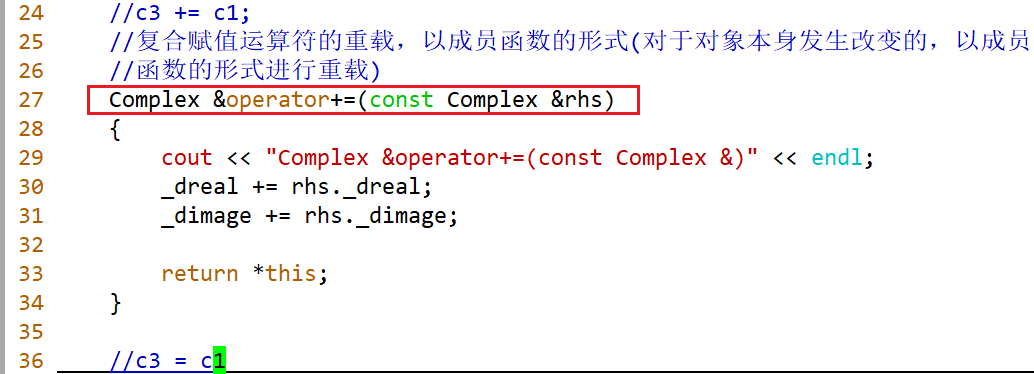 24 //c3 += c1;
25 //复合赋值运算符的重载，以成员函数的形式(对于对象本身发生改变的，以成员
26 //函数的形式进行重载)
27 Complex &operator+=(const Complex &rhs)
28 {
29 cout << "Complex &operator+=(const Complex &)" << endl;
30 _dreal += rhs._dreal;
31 _dimage += rhs._dimage;
32
33 return *this;
34 }
35
36 //c3 = c1